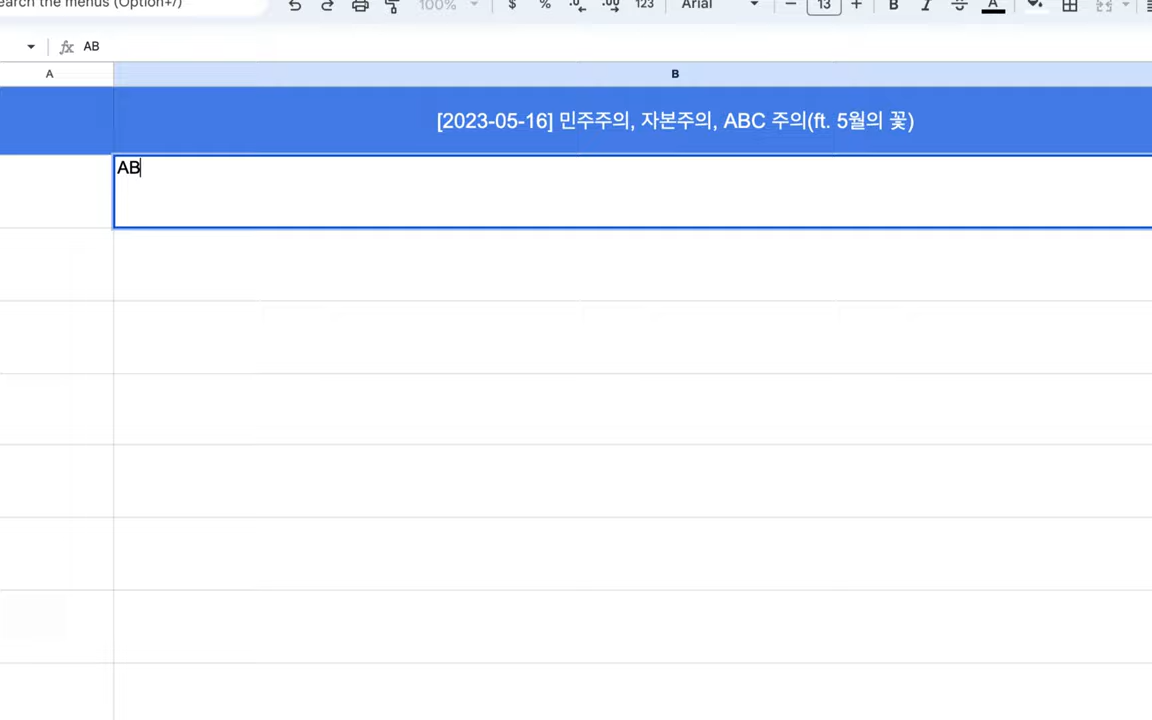 earch the menus (Option+/)
100% $ % .0 .00 123 Arial 13 B I A
fx AB
A B
[2023-05-16] 민주주의, 자본주의, ABC 주의(ft. 5월의 꽃)
AB